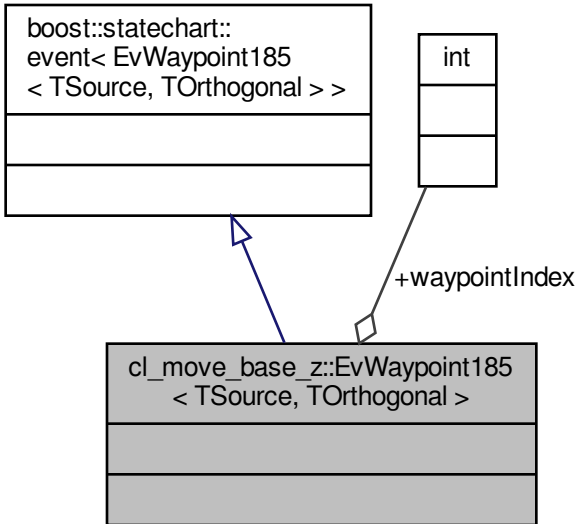 boost::statechart::
event< EvWaypoint185
< TSource, TOrthogonal > >
int
+waypointIndex
cl_move_base_z::EvWaypoint185
< TSource, TOrthogonal >